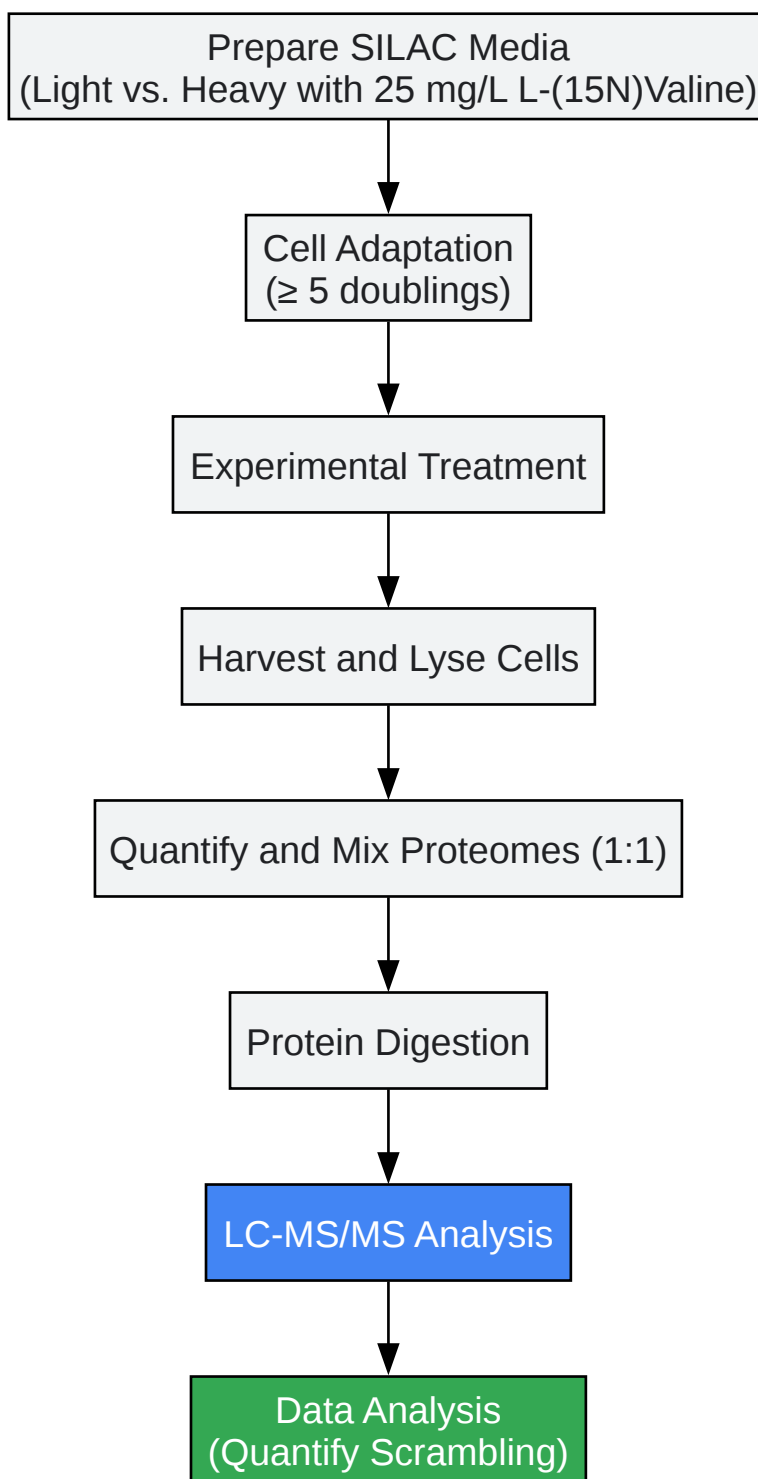 Prepare SILAC Media
(Light vs. Heavy with 25 mg/L L-(15N)Valine)
Cell Adaptation
(≥ 5 doublings)
Experimental Treatment
Harvest and Lyse Cells
Quantify and Mix Proteomes (1:1)
Protein Digestion
LC-MS/MS Analysis
Data Analysis
(Quantify Scrambling)